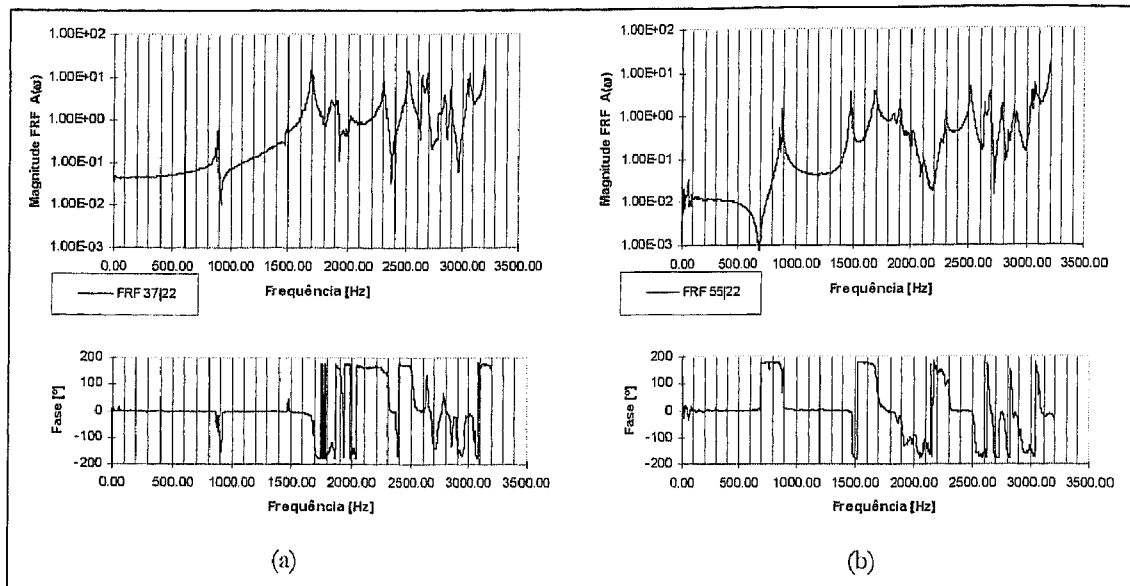 Magnitude FRF A(ω)
1.00E+02
1.00E+01
1.00E+00
1.00E-01
1.00E-02
1.00E-03
0.00 500.00 1000.00 1500.00 2000.00 2500.00 3000.00 3500.00
Frequência [Hz]
FRF 37|22
Fase [º]
200
100
0
-100
-200
0.00 500.00 1000.00 1500.00 2000.00 2500.00 3000.00 3500.00
Frequência [Hz]
(a)
Magnitude FRF A(ω)
1.00E+02
1.00E+01
1.00E+00
1.00E-01
1.00E-02
1.00E-03
0.00 500.00 1000.00 1500.00 2000.00 2500.00 3000.00 3500.00
Frequência [Hz]
FRF 55|22
Fase [º]
200
100
0
-100
-200
0.00 500.00 1000.00 1500.00 2000.00 2500.00 3000.00 3500.00
Frequência [Hz]
(b)